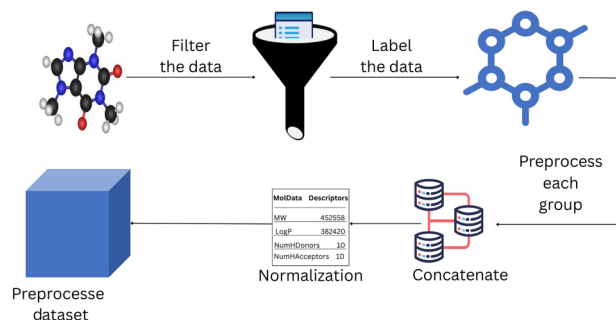 Filter
the data
Label
the data
Preprocess
each
group
MolData Descriptors
MW 452558
LogP 382420
NumHDonors 10
NumHAcceptors 10
Normalization
Concatenate
Preprocesse
dataset